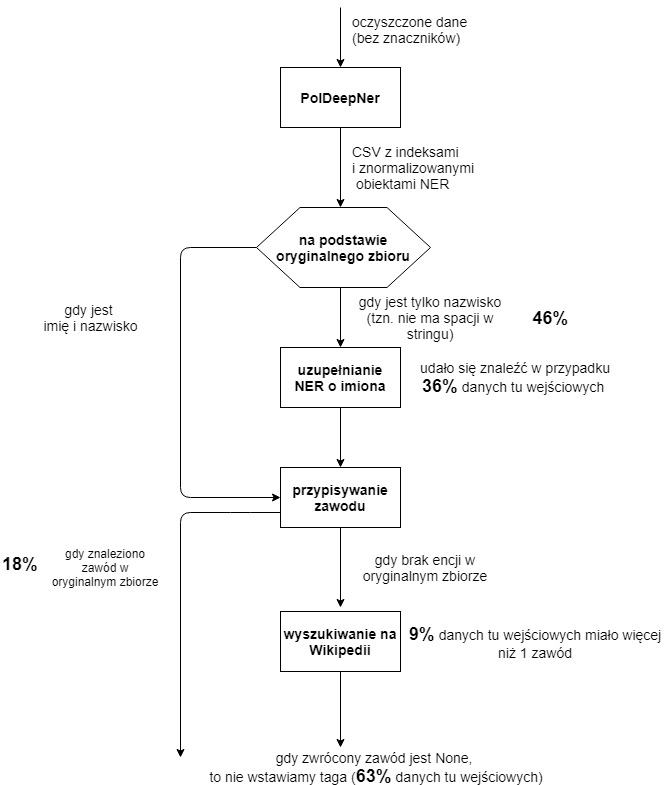 oczyszczone dane
(bez znaczników)
PolDeepNer
CSV z indeksami
i znormalizowanymi
obiektami NER
na podstawie
oryginalnego zbioru
gdy jest
imię i nazwisko
gdy jest tylko nazwisko
(tzn. nie ma spacji w
stringu)
46%
uzupełnianie
NER o imiona
udało się znaleźć w przypadku
36% danych tu wejściowych
przypisywanie
zawodu
18%
gdy znaleziono
zawód w
oryginalnym zbiorze
gdy brak encji w
oryginalnym zbiorze
wyszukiwanie na
Wikipedii
9% danych tu wejściowych miało więcej
niż 1 zawód
gdy zwrócony zawód jest None,
to nie wstawiamy taga (63% danych tu wejściowych)